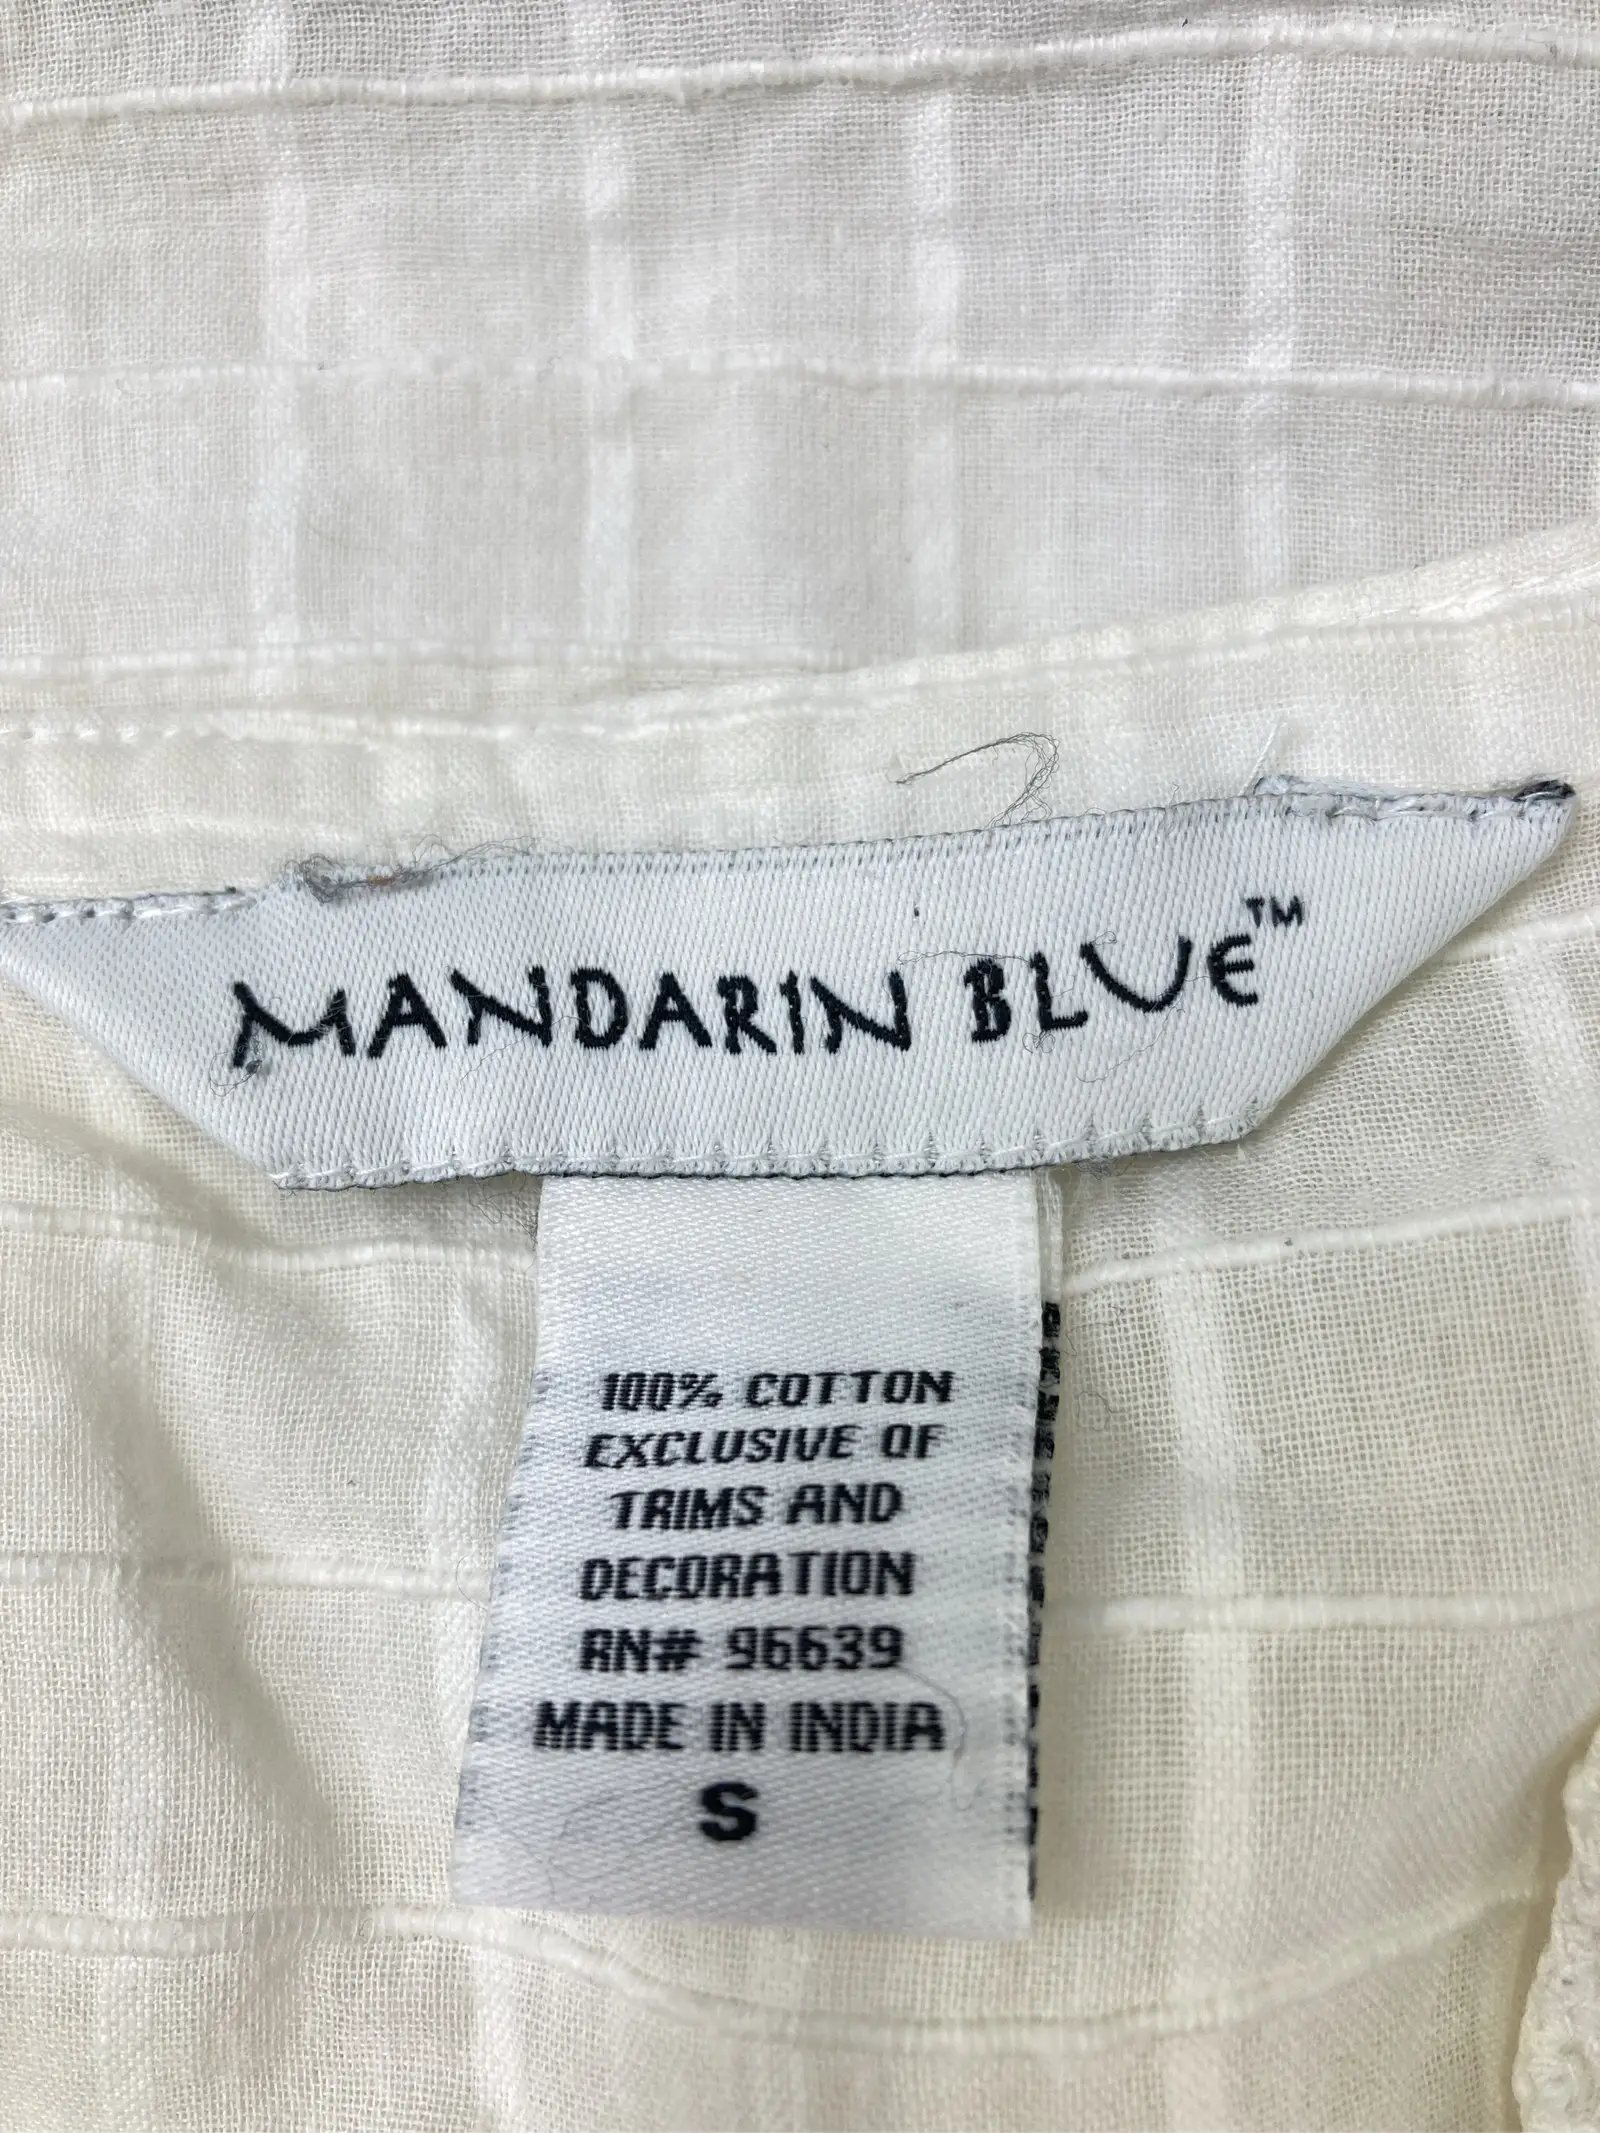 MANDARIN BLUE™
100% COTTON
EXCLUSIVE OF
TRIMS AND
DECORATION
RN# 96639
MADE IN INDIA
S